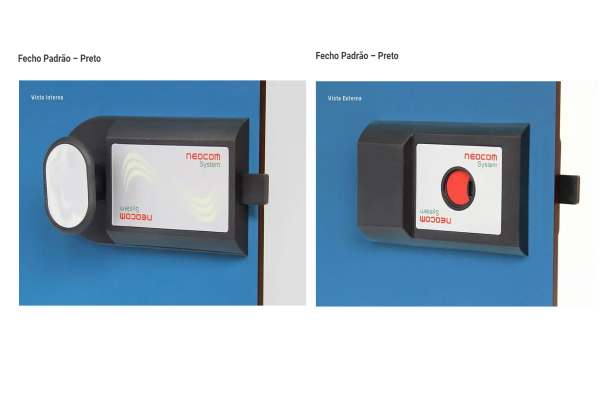 Fecho Padrão – Preto
Vista Interna
NEOCOM
System
NEOCOM
System
Fecho Padrão – Preto
Vista Externa
NEOCOM
System
NEOCOM
System